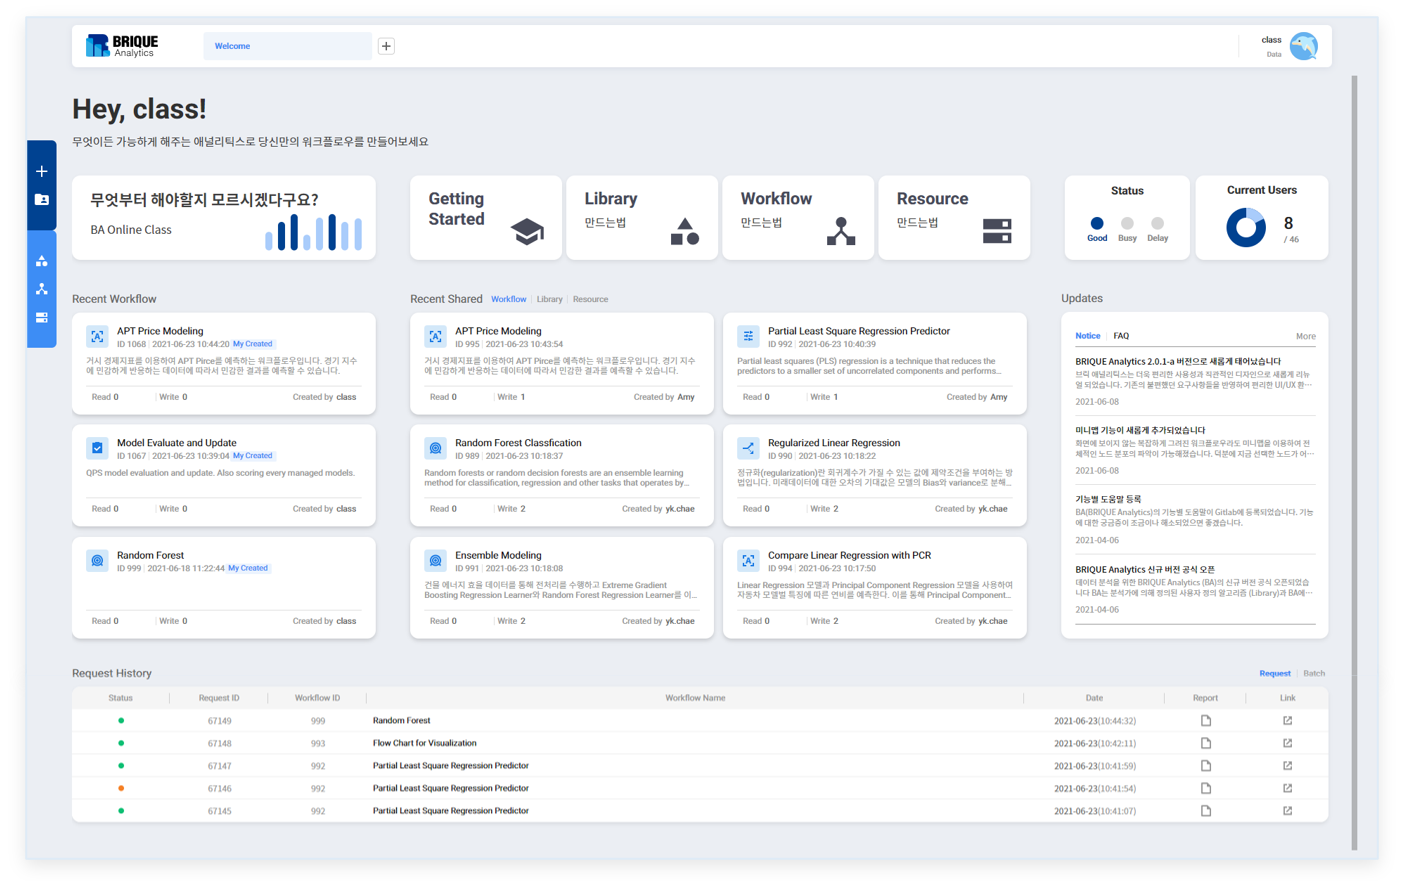 BRIQUE
Analytics
Welcome
class
Data
Hey, class!
무엇이든 가능하게 해주는 애널리틱스로 당신만의 워크플로우를 만들어보세요
무엇부터 해야할지 모르시겠다구요?
BA Online Class
Getting
Started
Library
만드는법
Workflow
만드는법
Resource
만드는법
Status
Good Busy Delay
Current Users
8
/ 46
Recent Workflow
APT Price Modeling
ID 1068 | 2021-06-23 10:44:20 My Created
거시 경제지표를 이용하여 APT Pirce를 예측하는 워크플로우입니다. 경기 지수
에 민감하게 반응하는 데이터에 따라서 민감한 결과를 예측할 수 있습니다.
Read 0 | Write 0 Created by class
Model Evaluate and Update
ID 1067 | 2021-06-23 10:39:04 My Created
QPS model evaluation and update. Also scoring every managed models.
Read 0 | Write 0 Created by class
Random Forest
ID 999 | 2021-06-18 11:22:44 My Created
Read 0 | Write 0 Created by class
Recent Shared Workflow | Library | Resource
APT Price Modeling
ID 995 | 2021-06-23 10:43:54
거시 경제지표를 이용하여 APT Pirce를 예측하는 워크플로우입니다. 경기 지수
에 민감하게 반응하는 데이터에 따라서 민감한 결과를 예측할 수 있습니다.
Read 0 | Write 1 Created by Amy
Partial Least Square Regression Predictor
ID 992 | 2021-06-23 10:40:39
Partial least squares (PLS) regression is a technique that reduces the
predictors to a smaller set of uncorrelated components and performs...
Read 0 | Write 1 Created by Amy
Random Forest Classfication
ID 989 | 2021-06-23 10:18:37
Random forests or random decision forests are an ensemble learning
method for classification, regression and other tasks that operates by...
Read 0 | Write 2 Created by yk.chae
Regularized Linear Regression
ID 990 | 2021-06-23 10:18:22
정규화(regularization)란 회귀계수가 가질 수 있는 값에 제약조건을 부여하는 방
법입니다. 미래데이터에 대한 오차의 기대값은 모델의 Bias와 variance로 분해...
Read 0 | Write 2 Created by yk.chae
Ensemble Modeling
ID 991 | 2021-06-23 10:18:08
건물 에너지 효율 데이터를 통해 전처리를 수행하고 Extreme Gradient
Boosting Regression Learner와 Random Forest Regression Learner를 이...
Read 0 | Write 2 Created by yk.chae
Compare Linear Regression with PCR
ID 994 | 2021-06-23 10:17:50
Linear Regression 모델과 Principal Component Regression 모델을 사용하여
자동차 모델별 특징에 따른 연비를 예측한다. 이를 통해 Principal Component...
Read 0 | Write 2 Created by yk.chae
Updates
Notice | FAQ More
BRIQUE Analytics 2.0.1-a 버전으로 새롭게 태어났습니다
브릭 애널리틱스는 더욱 편리한 사용성과 직관적인 디자인으로 새롭게 리뉴
얼 되었습니다. 기존의 불편했던 요구사항들을 반영하여 편리한 UI/UX 환...
2021-06-08
미니맵 기능이 새롭게 추가되었습니다
화면에 보이지 않는 복잡하게 그려진 워크플로우라도 미니맵을 이용하여 전
체적인 노드 분포의 파악이 가능해졌습니다. 덕분에 지금 선택한 노드가 어...
2021-06-08
기능별 도움말 등록
BA(BRIQUE Analytics)의 기능별 도움말이 Gitlab에 등록되었습니다. 기능
에 대한 궁금증이 조금이나 해소되었으면 좋겠습니다.
2021-04-06
BRIQUE Analytics 신규 버전 공식 오픈
데이터 분석을 위한 BRIQUE Analytics (BA)의 신규 버전 공식 오픈되었습
니다 BA는 분석가에 의해 정의된 사용자 정의 알고리즘 (Library)과 BA에...
2021-04-06
Request History Request | Batch
Status Request ID Workflow ID Workflow Name Date Report Link
67149 999 Random Forest 2021-06-23(10:44:32)
67148 993 Flow Chart for Visualization 2021-06-23(10:42:11)
67147 992 Partial Least Square Regression Predictor 2021-06-23(10:41:59)
67146 992 Partial Least Square Regression Predictor 2021-06-23(10:41:54)
67145 992 Partial Least Square Regression Predictor 2021-06-23(10:41:07)